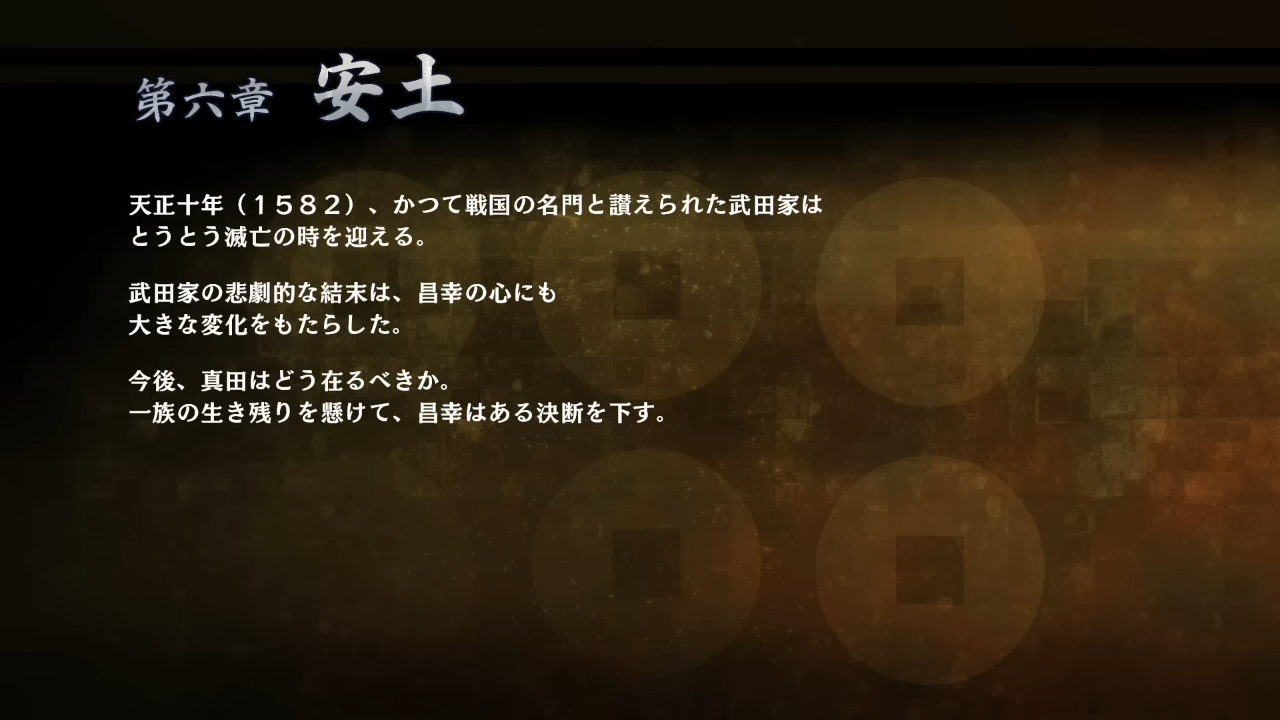 第六章 安土
天正十年（１５８２）、かつて戦国の名門と讃えられた武田家は
とうとう滅亡の時を迎える。
武田家の悲劇的な結末は、昌幸の心にも
大きな変化をもたらした。
今後、真田はどう在るべきか。
一族の生き残りを懸けて、昌幸はある決断を下す。